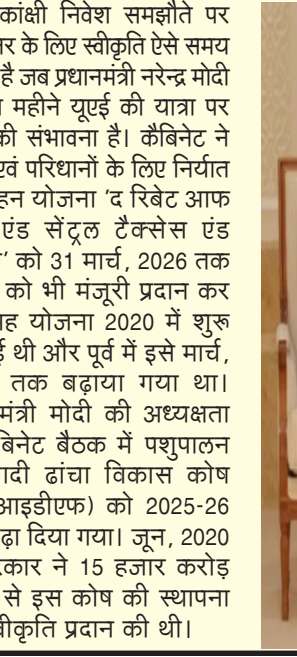 कांक्षी निवेश समझौते पर
के लिए स्वीकृति ऐसे समय
है जब प्रधानमंत्री नरेन्द्र मोदी
महीने यूएई की यात्रा पर
की संभावना है। कैबिनेट ने
एवं परिधानों के लिए निर्यात
योजना 'द रिबेट आफ
एंड सेंट्रल टैक्सेस एंड
को 31 मार्च, 2026 तक
को भी मंजूरी प्रदान कर
योजना 2020 में शुरू
थी और पूर्व में इसे मार्च,
तक बढ़ाया गया था।
मंत्री मोदी की अध्यक्षता
बिनेट बैठक में पशुपालन
ढांचा विकास कोष
आइडीएफ) को 2025-26
दिया गया। जून, 2020
ने 15 हजार करोड़
से इस कोष की स्थापना
प्रदान की थी।